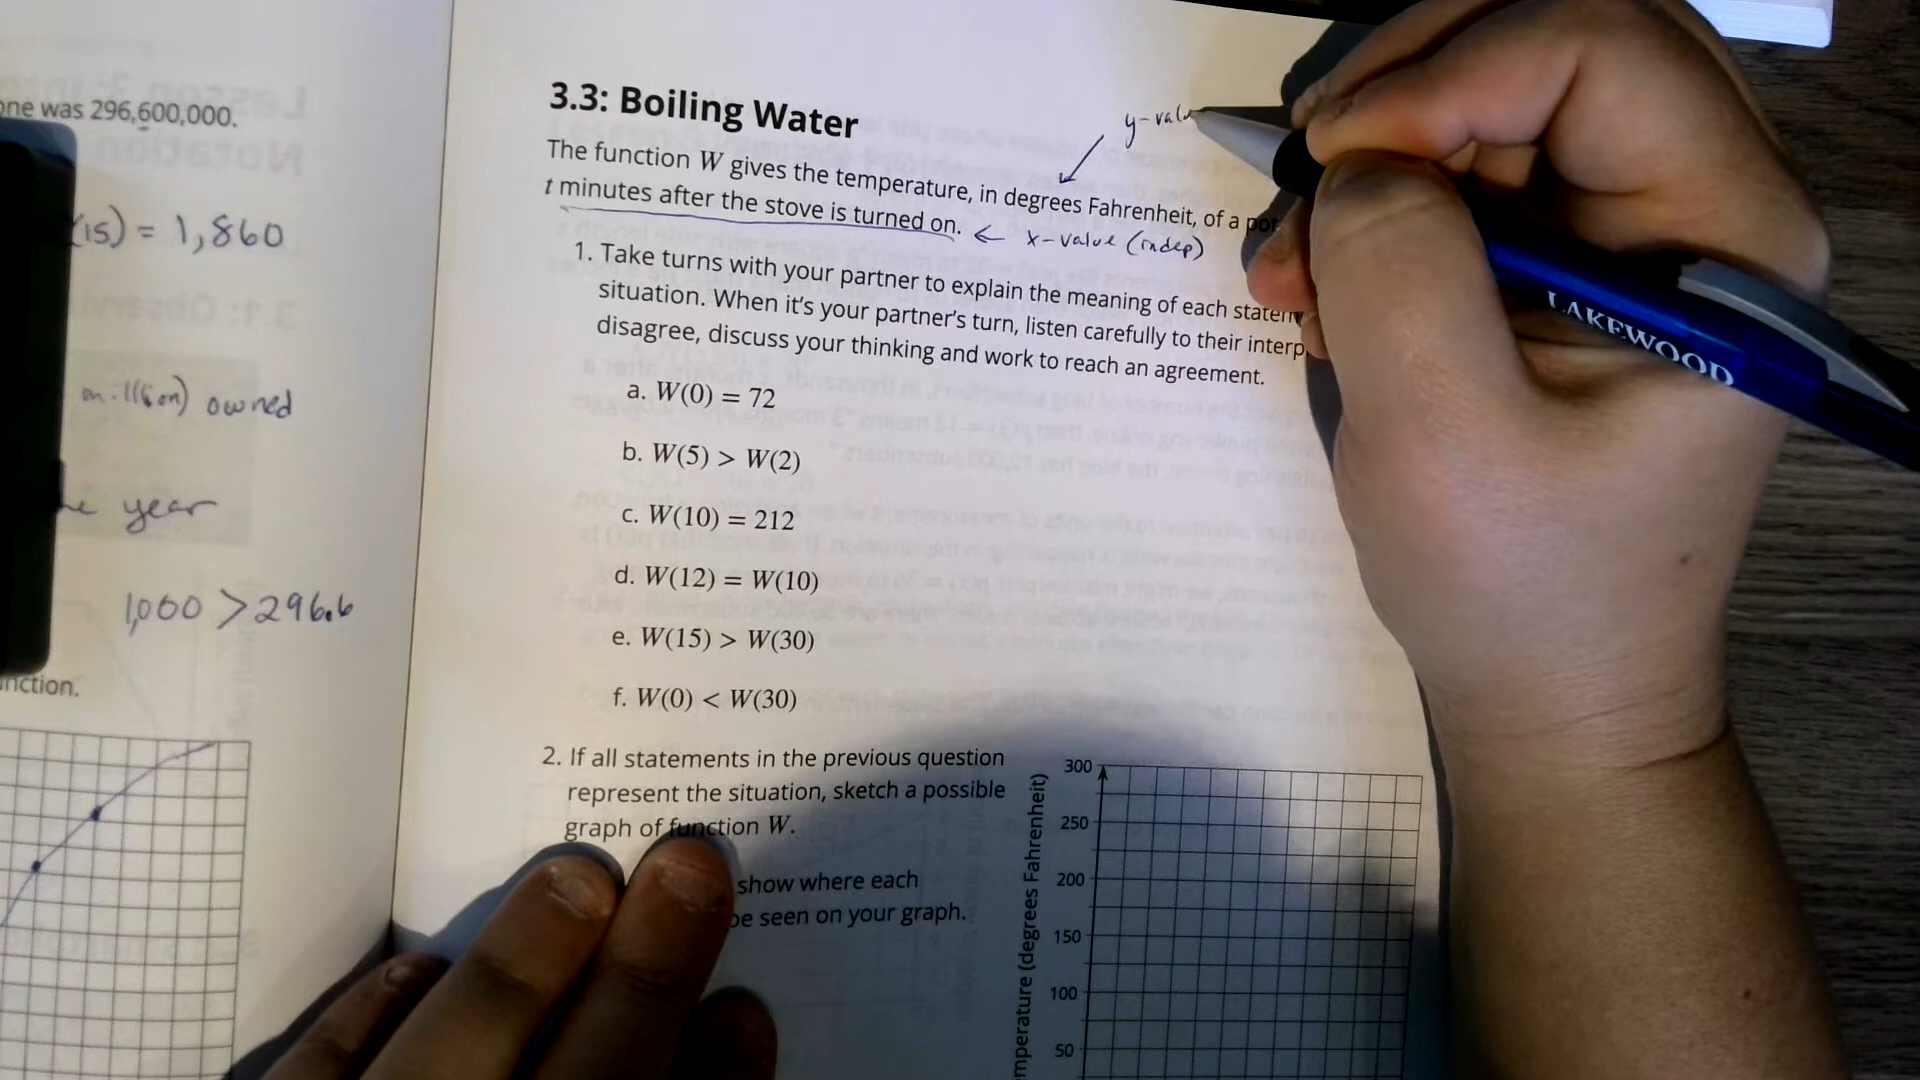 one was 296,600,000.
(15) = 1,860
million) owned
year
1,000 > 296.6
nction.
3.3: Boiling Water
y-valu
The function W gives the temperature, in degrees Fahrenheit, of a
t minutes after the stove is turned on. ← x-value (indep)
1. Take turns with your partner to explain the meaning of each
situation. When it's your partner's turn, listen carefully to their interp
disagree, discuss your thinking and work to reach an agreement.
a. W(0) = 72
b. W(5) > W(2)
c. W(10) = 212
d. W(12) = W(10)
e. W(15) > W(30)
f. W(0) < W(30)
2. If all statements in the previous question
represent the situation, sketch a possible
graph of function W.
show where each
be seen on your graph.
mperature (degrees Fahrenheit)
300
250
200
150
100
50
LAKEWOOD